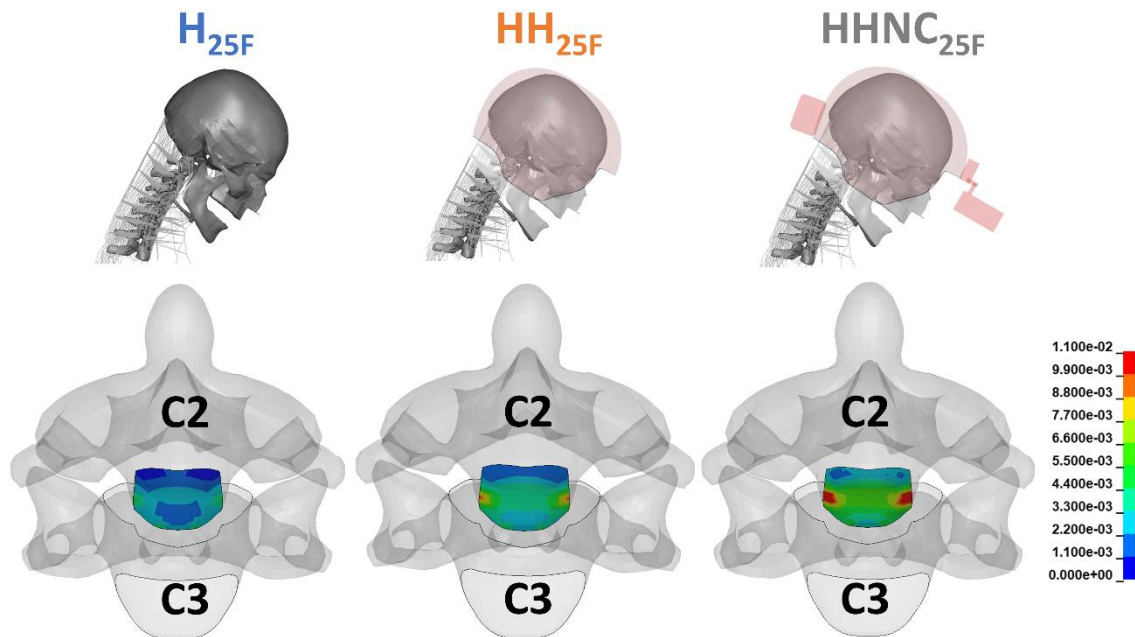 H25F HH25F HHNC25F
C2 C2 C2
1.100e-02
9.900e-03
8.800e-03
7.700e-03
6.600e-03
5.500e-03
4.400e-03
3.300e-03
2.200e-03
1.100e-03
0.000e+00
C3 C3 C3